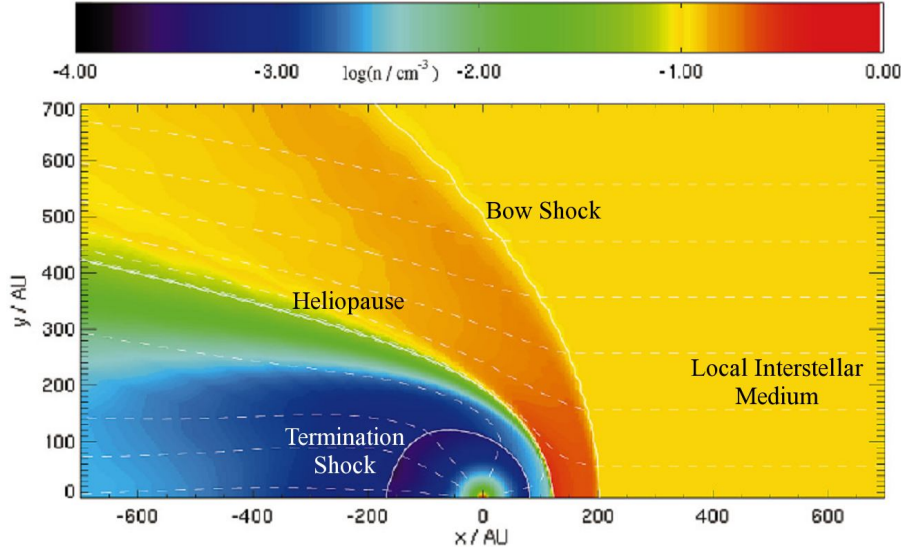 -4.00 -3.00 log(n / cm⁻³) -2.00 -1.00 0.00
700
600
500
400
300
200
100
0
y / AU
Bow Shock
Heliopause
Local Interstellar
Medium
Termination
Shock
-600 -400 -200 0 200 400 600
x / AU